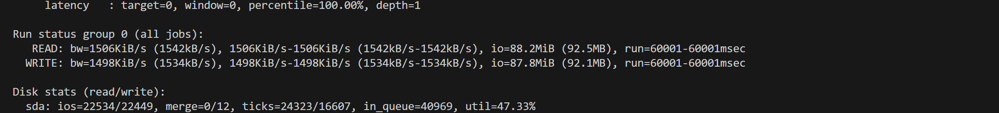 latency   : target=0, window=0, percentile=100.00%, depth=1
Run status group 0 (all jobs):
READ: bw=1506KiB/s (1542kB/s), 1506KiB/s-1506KiB/s (1542kB/s-1542kB/s), io=88.2MiB (92.5MB), run=60001-60001msec
WRITE: bw=1498KiB/s (1534kB/s), 1498KiB/s-1498KiB/s (1534kB/s-1534kB/s), io=87.8MiB (92.1MB), run=60001-60001msec
Disk stats (read/write):
sda: ios=22534/22449, merge=0/12, ticks=24323/16607, in_queue=40969, util=47.33%